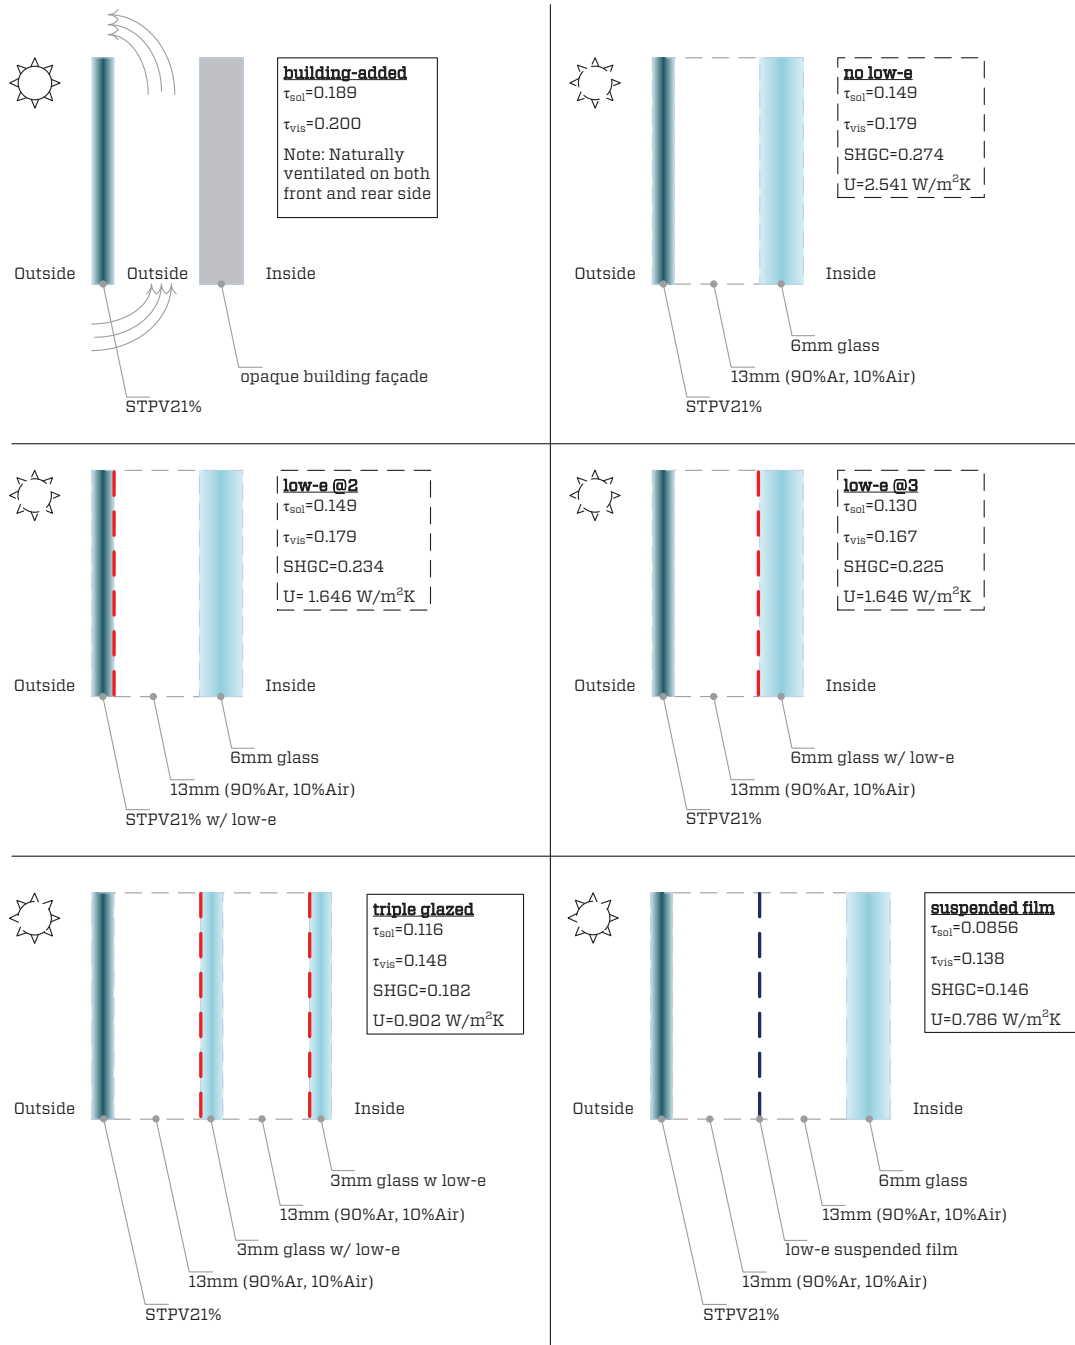 building-added
τsol=0.189
τvis=0.200
Note: Naturally
ventilated on both
front and rear side
Outside
Outside
Inside
opaque building façade
STPV21%
no low-e
τsol=0.149
τvis=0.179
SHGC=0.274
U=2.541 W/m²K
Outside
Inside
6mm glass
13mm (90%Ar, 10%Air)
STPV21%
low-e @2
τsol=0.149
τvis=0.179
SHGC=0.234
U= 1.646 W/m²K
Outside
Inside
6mm glass
13mm (90%Ar, 10%Air)
STPV21% w/ low-e
low-e @3
τsol=0.130
τvis=0.167
SHGC=0.225
U=1.646 W/m²K
Outside
Inside
6mm glass w/ low-e
13mm (90%Ar, 10%Air)
STPV21%
triple glazed
τsol=0.116
τvis=0.148
SHGC=0.182
U=0.902 W/m²K
Outside
Inside
3mm glass w low-e
13mm (90%Ar, 10%Air)
3mm glass w/ low-e
13mm (90%Ar, 10%Air)
STPV21%
suspended film
τsol=0.0856
τvis=0.138
SHGC=0.146
U=0.786 W/m²K
Outside
Inside
6mm glass
13mm (90%Ar, 10%Air)
low-e suspended film
13mm (90%Ar, 10%Air)
STPV21%